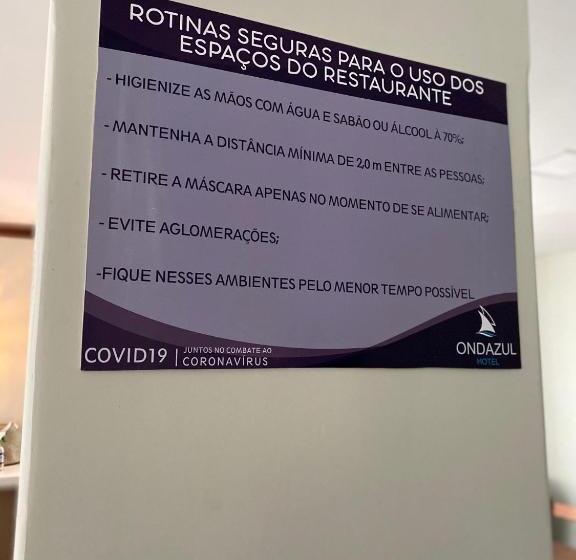 ROTINAS SEGURAS PARA O USO DOS
ESPAÇOS DO RESTAURANTE
- HIGIENIZE AS MÃOS COM ÁGUA E SABÃO OU ÁLCOOL À 70%;
- MANTENHA A DISTÂNCIA MÍNIMA DE 2,0 m ENTRE AS PESSOAS;
- RETIRE A MÁSCARA APENAS NO MOMENTO DE SE ALIMENTAR;
- EVITE AGLOMERAÇÕES;
-FIQUE NESSES AMBIENTES PELO MENOR TEMPO POSSÍVEL
COVID19 | JUNTOS NO COMBATE AO
CORONAVÍRUS
ONDAZUL
HOTEL